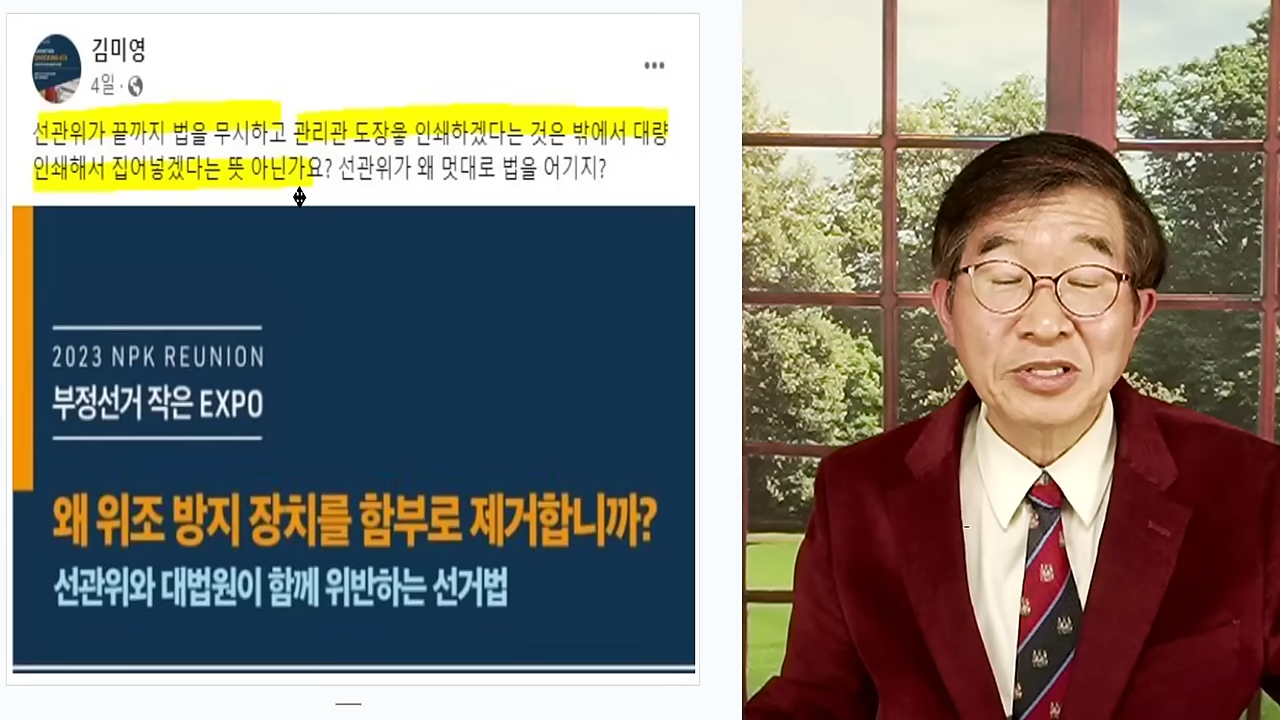 김미영
4일 ·
선관위가 끝까지 법을 무시하고 관리관 도장을 인쇄하겠다는 것은 밖에서 대량
인쇄해서 집어넣겠다는 뜻 아닌가요? 선관위가 왜 멋대로 법을 어기지?
2023 NPK REUNION
부정선거 작은 EXPO
왜 위조 방지 장치를 함부로 제거합니까?
선관위와 대법원이 함께 위반하는 선거법